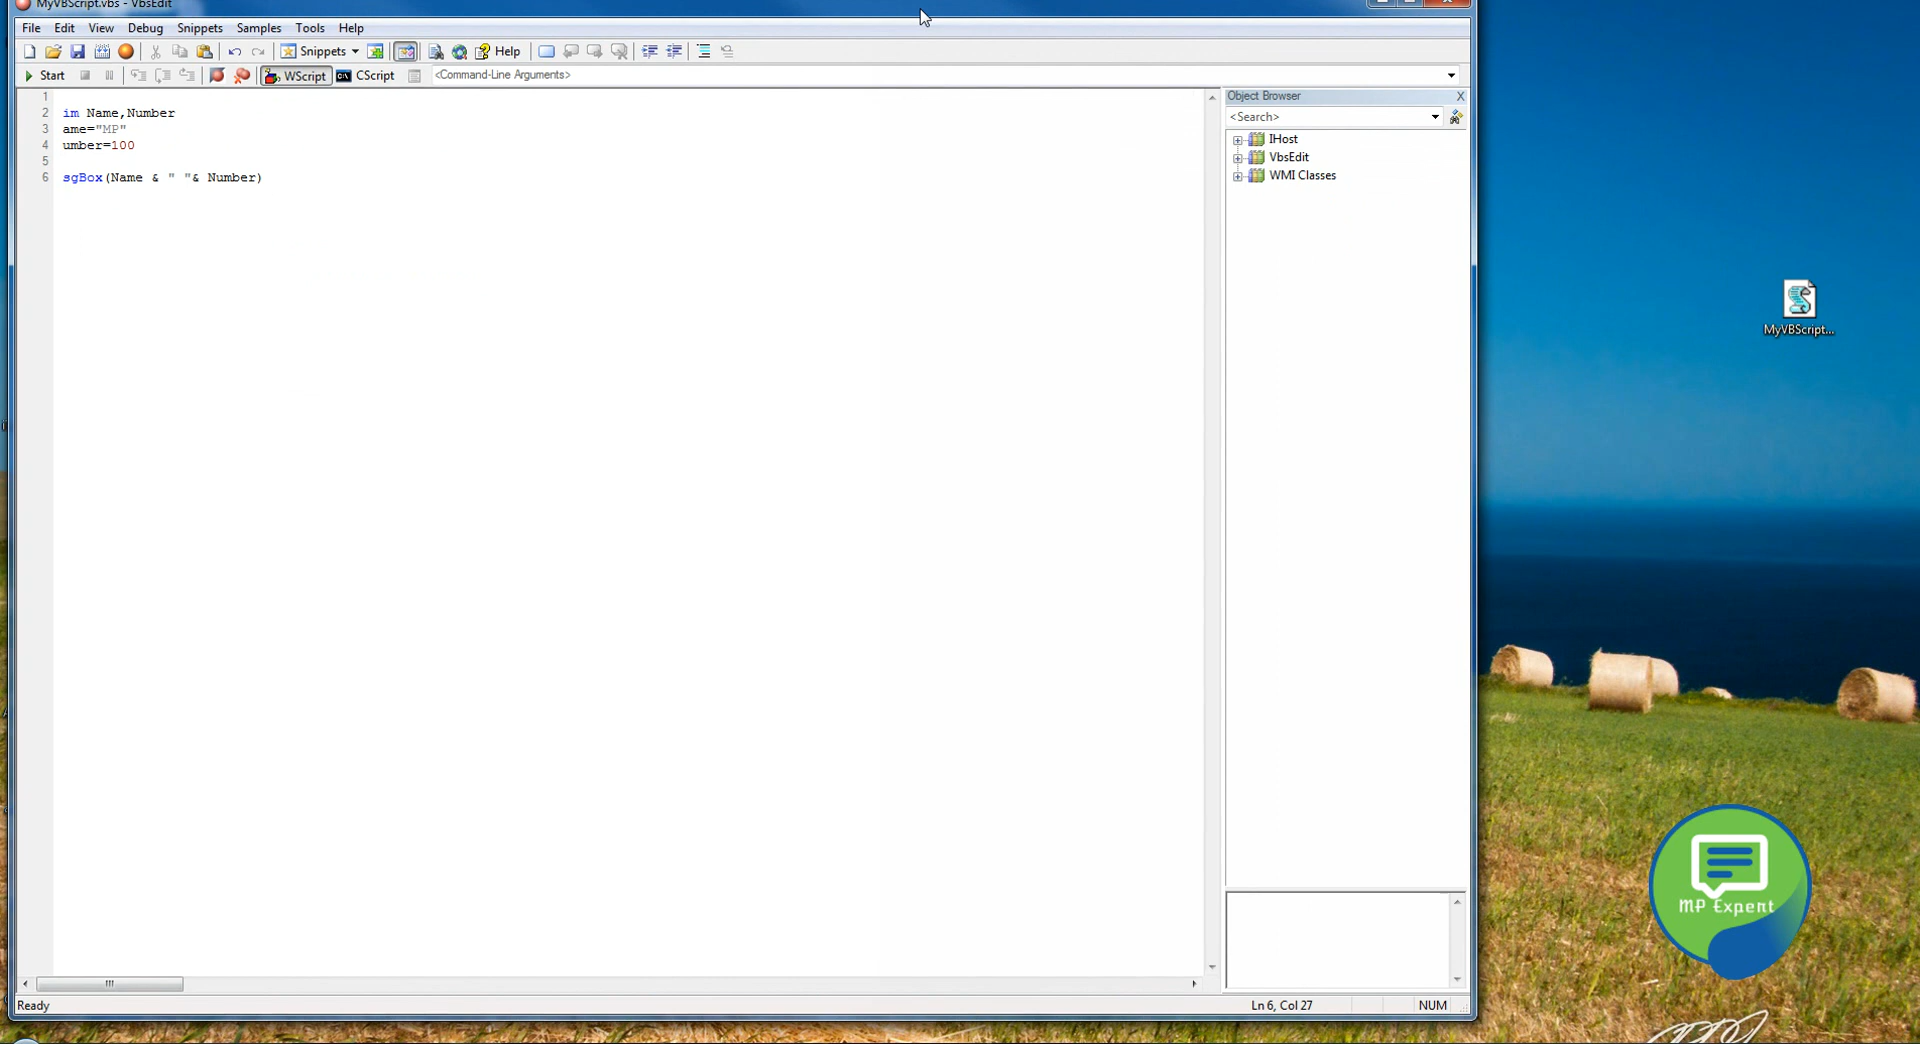 MyVBScript.vbs - VbsEdit
File Edit View Debug Snippets Samples Tools Help
Snippets Help
Start WScript CScript <Command-Line Arguments>
Object Browser X
<Search>
IHost
VbsEdit
WMI Classes
1
2 im Name,Number
3 ame="MP"
4 umber=100
5
6 sgBox(Name & " "& Number)
MyVBScript...
MP Expert
Ready Ln 6, Col 27 NUM